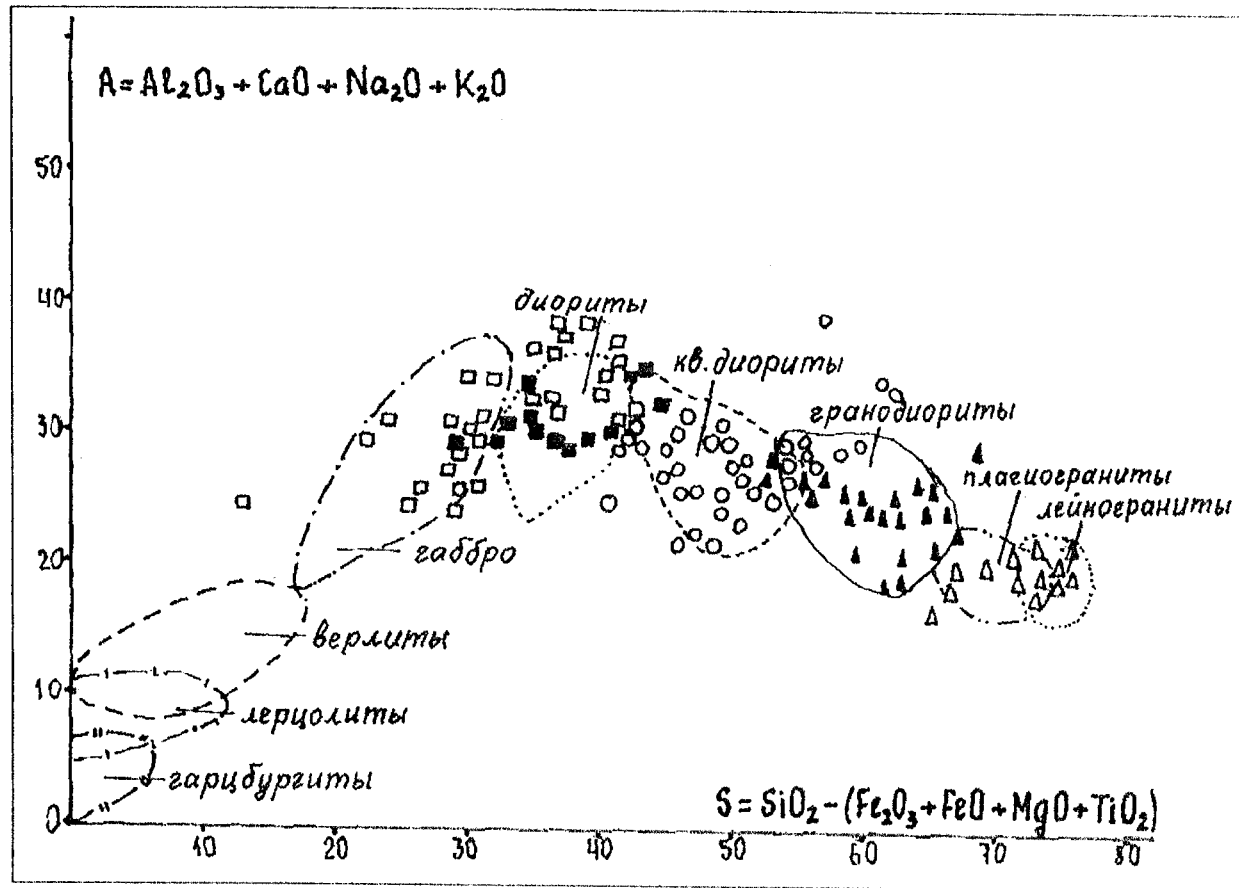 A = Al₂O₃ + CaO + Na₂O + K₂O
50
40
диориты
кв. диориты
30
гранодиориты
плагиограниты
лейкограниты
20
габбро
верлиты
10
лерцолиты
гарцбургиты
0
S = SiO₂ – (Fe₂O₃ + FeO + MgO + TiO₂)
10 20 30 40 50 60 70 80